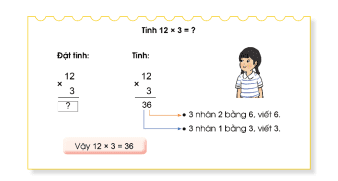 Tính 12 × 3 = ?
Đặt tính:
12
×
3
?
Tính:
12
×
3
36
3 nhân 2 bằng 6, viết 6.
3 nhân 1 bằng 3, viết 3.
Vậy 12 × 3 = 36